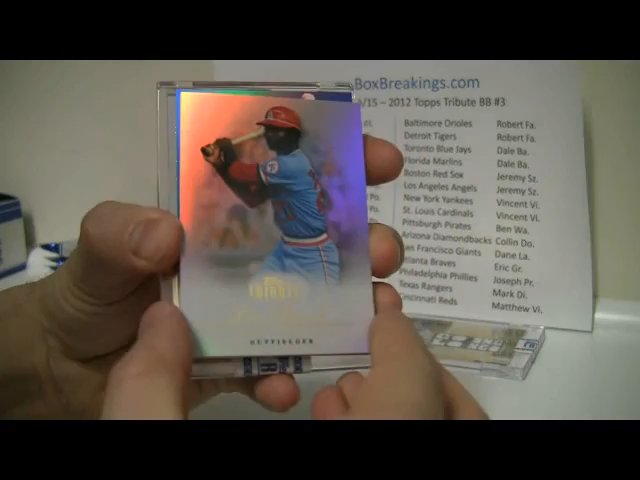 BoxBreakings.com
/15 – 2012 Topps Tribute BB #3
Baltimore Orioles Robert Fa.
Detroit Tigers Robert Fa.
Toronto Blue Jays Dale Ba.
Florida Marlins Dale Ba.
Boston Red Sox Jeremy Sz.
Los Angeles Angels Jeremy Sz.
New York Yankees Vincent Vi.
St. Louis Cardinals Vincent Vi.
Pittsburgh Pirates Ben Wa.
Arizona Diamondbacks Collin Do.
San Francisco Giants Dane La.
Atlanta Braves Eric Gr.
Philadelphia Phillies Joseph Pr.
Texas Rangers Mark Di.
Cincinnati Reds Matthew Vi.
TRIBUTE
OUTFIELDER